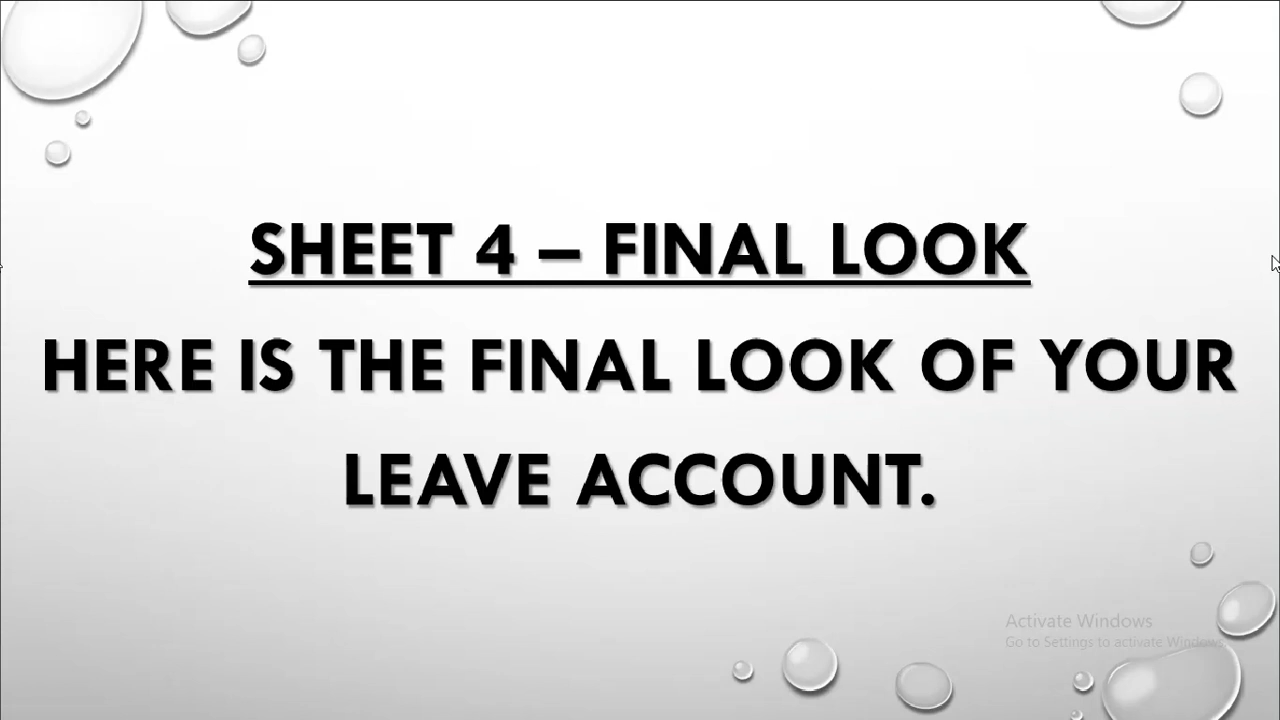 SHEET 4 – FINAL LOOK
HERE IS THE FINAL LOOK OF YOUR
LEAVE ACCOUNT.
Activate Windows
Go to Settings to activate Windows.